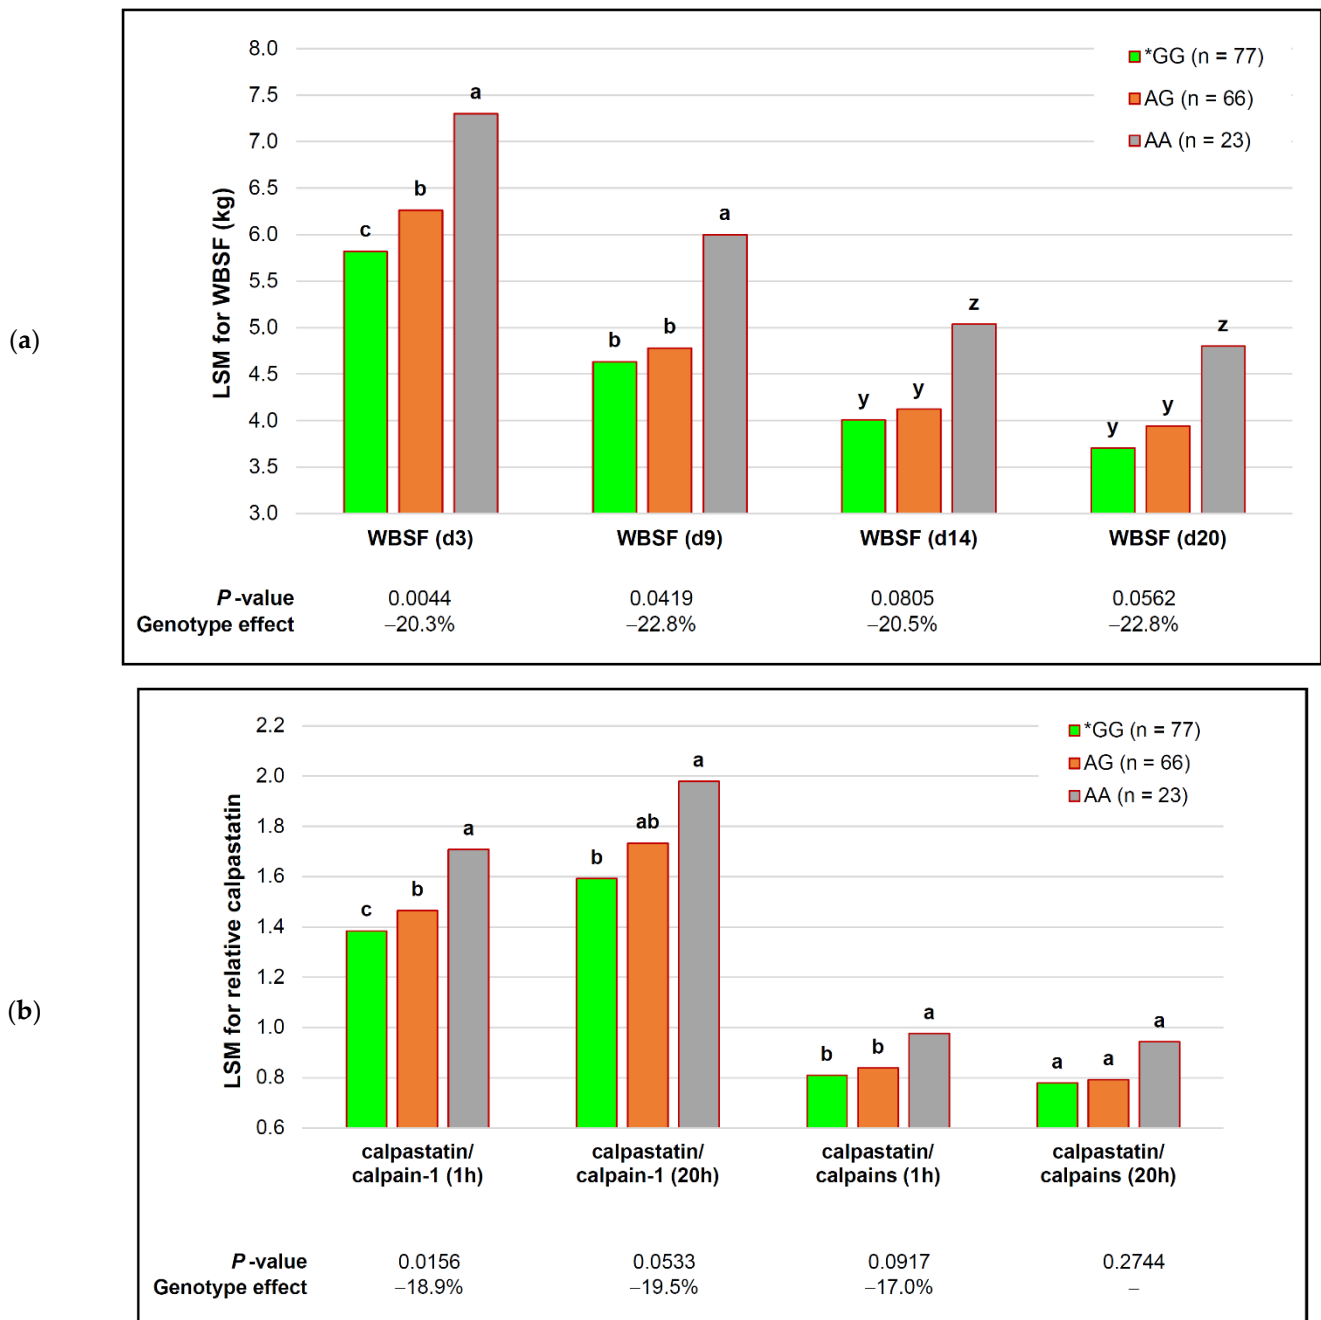 (a)
LSM for WBSF (kg)
8.0
7.5
7.0
6.5
6.0
5.5
5.0
4.5
4.0
3.5
3.0
*GG (n = 77)
AG (n = 66)
AA (n = 23)
c b a
b b a
y y z
y y z
WBSF (d3) WBSF (d9) WBSF (d14) WBSF (d20)
P-value 0.0044 0.0419 0.0805 0.0562
Genotype effect −20.3% −22.8% −20.5% −22.8%
(b)
LSM for relative calpastatin
2.2
2.0
1.8
1.6
1.4
1.2
1.0
0.8
0.6
*GG (n = 77)
AG (n = 66)
AA (n = 23)
c b a
b ab a
b b a
a a a
calpastatin/ calpastatin/ calpastatin/ calpastatin/
calpain-1 (1h) calpain-1 (20h) calpains (1h) calpains (20h)
P-value 0.0156 0.0533 0.0917 0.2744
Genotype effect −18.9% −19.5% −17.0% −